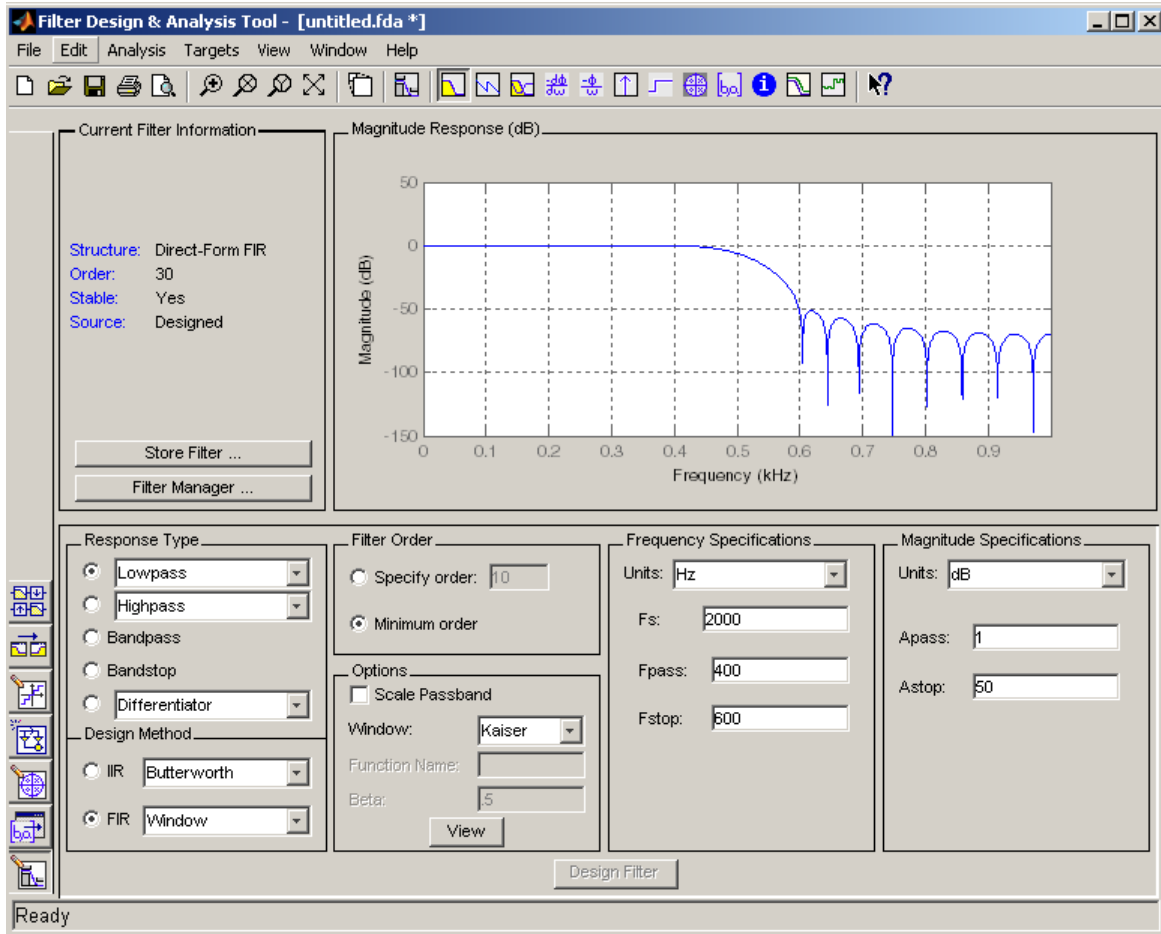 Filter Design & Analysis Tool - [untitled.fda *]
File Edit Analysis Targets View Window Help
Current Filter Information
Structure: Direct-Form FIR
Order: 30
Stable: Yes
Source: Designed
Store Filter ...
Filter Manager ...
Magnitude Response (dB)
50
0
-50
-100
-150
Magnitude (dB)
0 0.1 0.2 0.3 0.4 0.5 0.6 0.7 0.8 0.9
Frequency (kHz)
Response Type
Lowpass
Highpass
Bandpass
Bandstop
Differentiator
Design Method
IIR Butterworth
FIR Window
Filter Order
Specify order: 10
Minimum order
Options
Scale Passband
Window: Kaiser
Function Name:
Beta: .5
View
Frequency Specifications
Units: Hz
Fs: 2000
Fpass: 400
Fstop: 600
Magnitude Specifications
Units: dB
Apass: 1
Astop: 50
Design Filter
Ready